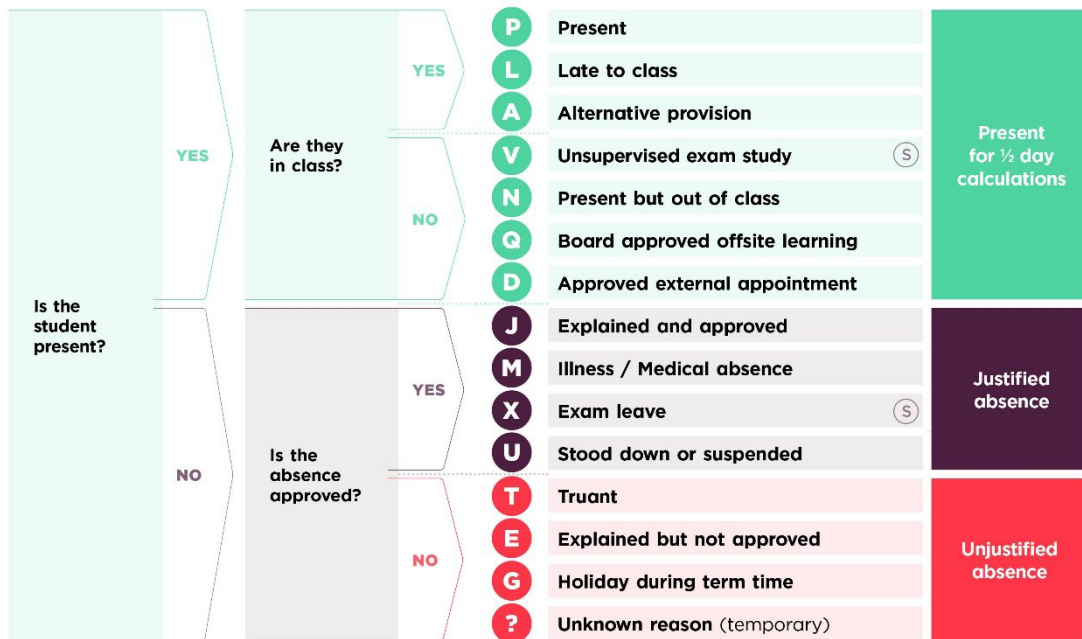 Is the
student
present?
YES
NO
Are they
in class?
YES
NO
Is the
absence
approved?
YES
NO
P Present
L Late to class
A Alternative provision
V Unsupervised exam study S
N Present but out of class
Q Board approved offsite learning
D Approved external appointment
J Explained and approved
M Illness / Medical absence
X Exam leave S
U Stood down or suspended
T Truant
E Explained but not approved
G Holiday during term time
? Unknown reason (temporary)
Present
for ½ day
calculations
Justified
absence
Unjustified
absence